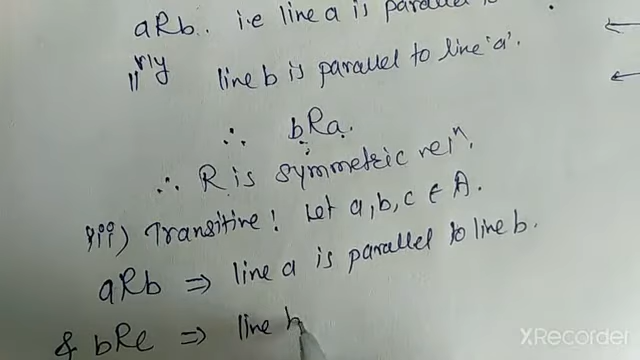 aRb. i.e line a is parallel
||rly line b is parallel to line 'a'.
∴ bRa.
∴ R is symmetric relⁿ.
iii) Transitive: Let a, b, c ∈ A.
aRb ⇒ line a is parallel to line b.
& bRc ⇒ line b
XRecorder